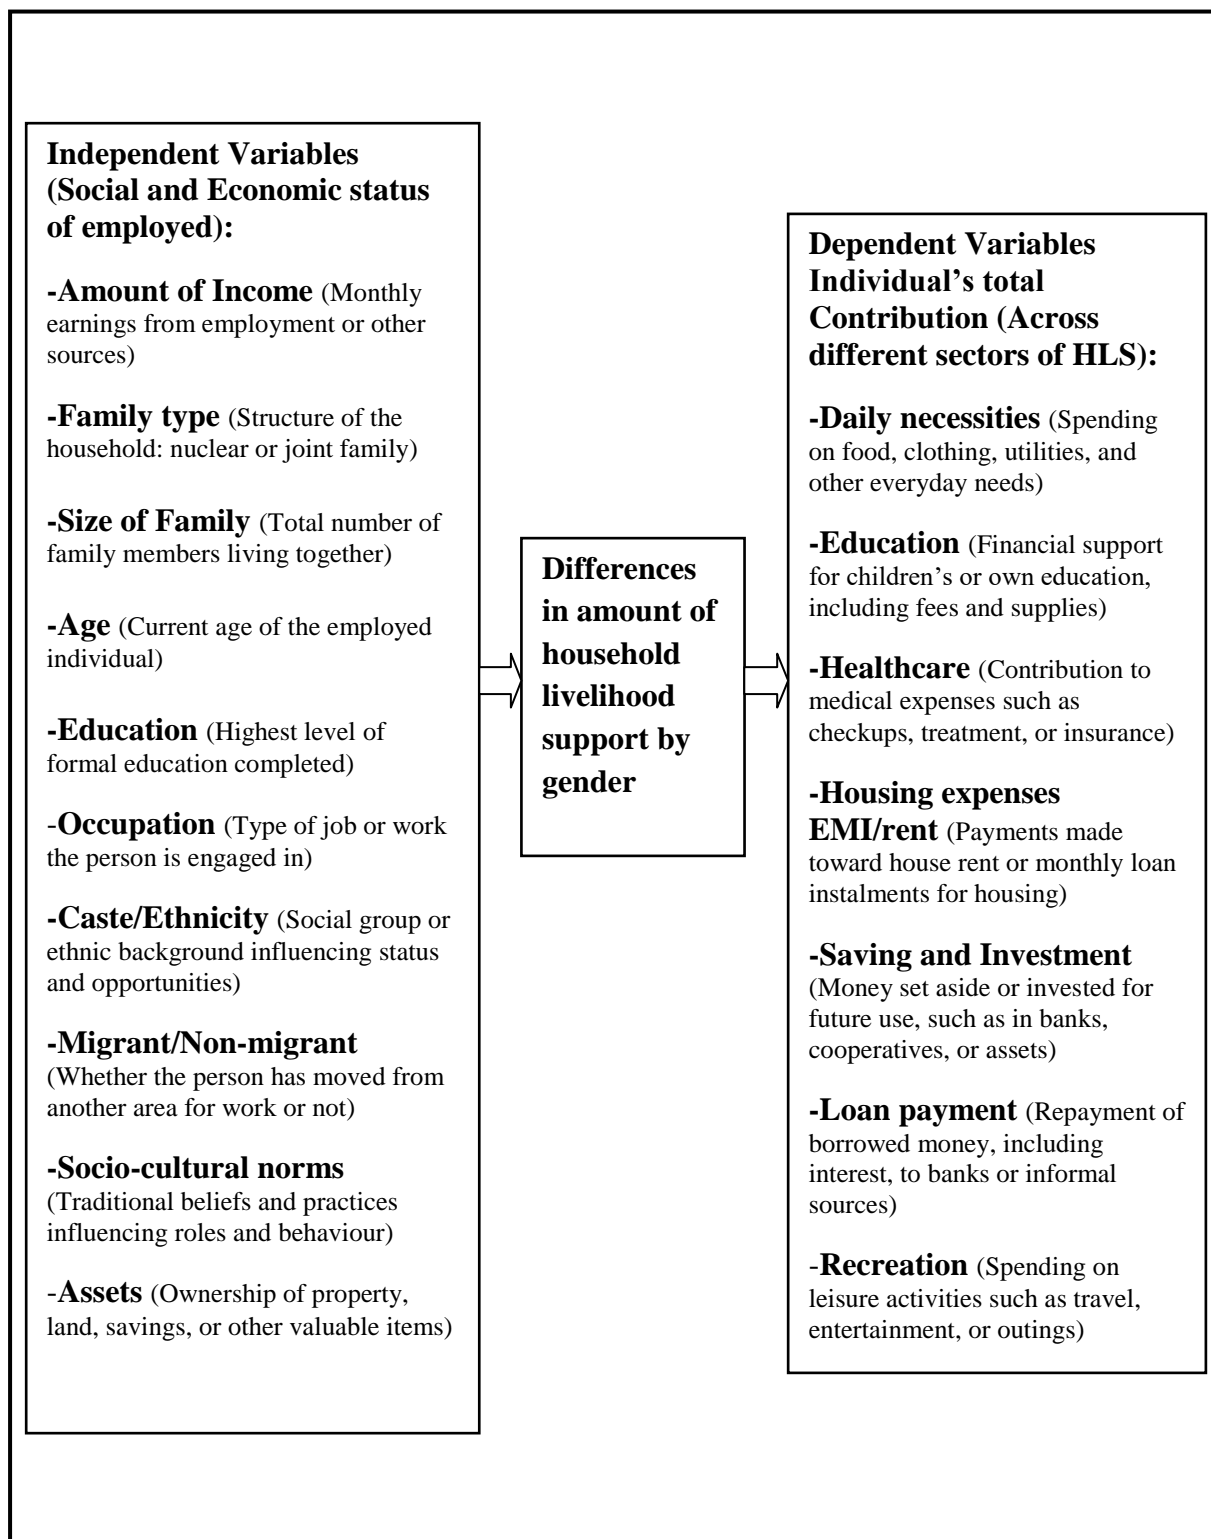 Independent Variables
(Social and Economic status
of employed):
-Amount of Income (Monthly
earnings from employment or other
sources)
-Family type (Structure of the
household: nuclear or joint family)
-Size of Family (Total number of
family members living together)
-Age (Current age of the employed
individual)
-Education (Highest level of
formal education completed)
-Occupation (Type of job or work
the person is engaged in)
-Caste/Ethnicity (Social group or
ethnic background influencing status
and opportunities)
-Migrant/Non-migrant
(Whether the person has moved from
another area for work or not)
-Socio-cultural norms
(Traditional beliefs and practices
influencing roles and behaviour)
-Assets (Ownership of property,
land, savings, or other valuable items)
Differences
in amount of
household
livelihood
support by
gender
Dependent Variables
Individual’s total
Contribution (Across
different sectors of HLS):
-Daily necessities (Spending
on food, clothing, utilities, and
other everyday needs)
-Education (Financial support
for children’s or own education,
including fees and supplies)
-Healthcare (Contribution to
medical expenses such as
checkups, treatment, or insurance)
-Housing expenses
EMI/rent (Payments made
toward house rent or monthly loan
instalments for housing)
-Saving and Investment
(Money set aside or invested for
future use, such as in banks,
cooperatives, or assets)
-Loan payment (Repayment of
borrowed money, including
interest, to banks or informal
sources)
-Recreation (Spending on
leisure activities such as travel,
entertainment, or outings)